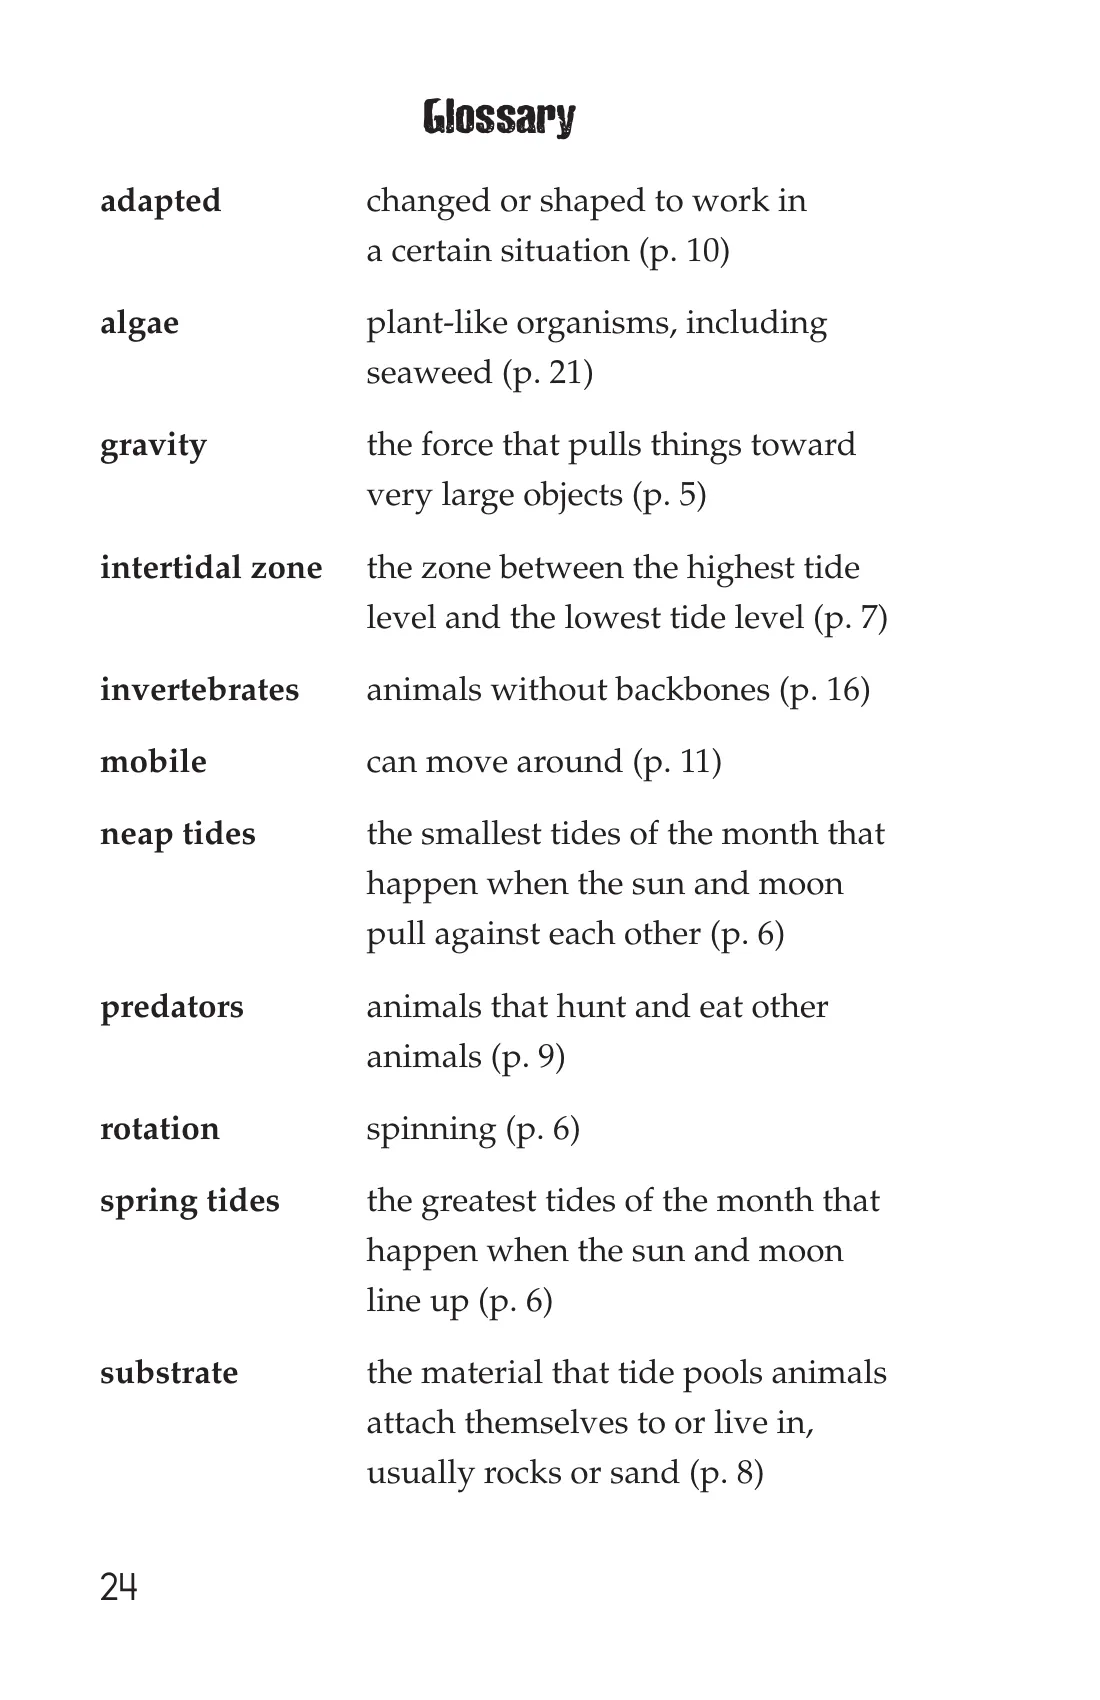 Glossary
adapted changed or shaped to work in
a certain situation (p. 10)
algae plant-like organisms, including
seaweed (p. 21)
gravity the force that pulls things toward
very large objects (p. 5)
intertidal zone the zone between the highest tide
level and the lowest tide level (p. 7)
invertebrates animals without backbones (p. 16)
mobile can move around (p. 11)
neap tides the smallest tides of the month that
happen when the sun and moon
pull against each other (p. 6)
predators animals that hunt and eat other
animals (p. 9)
rotation spinning (p. 6)
spring tides the greatest tides of the month that
happen when the sun and moon
line up (p. 6)
substrate the material that tide pools animals
attach themselves to or live in,
usually rocks or sand (p. 8)
24